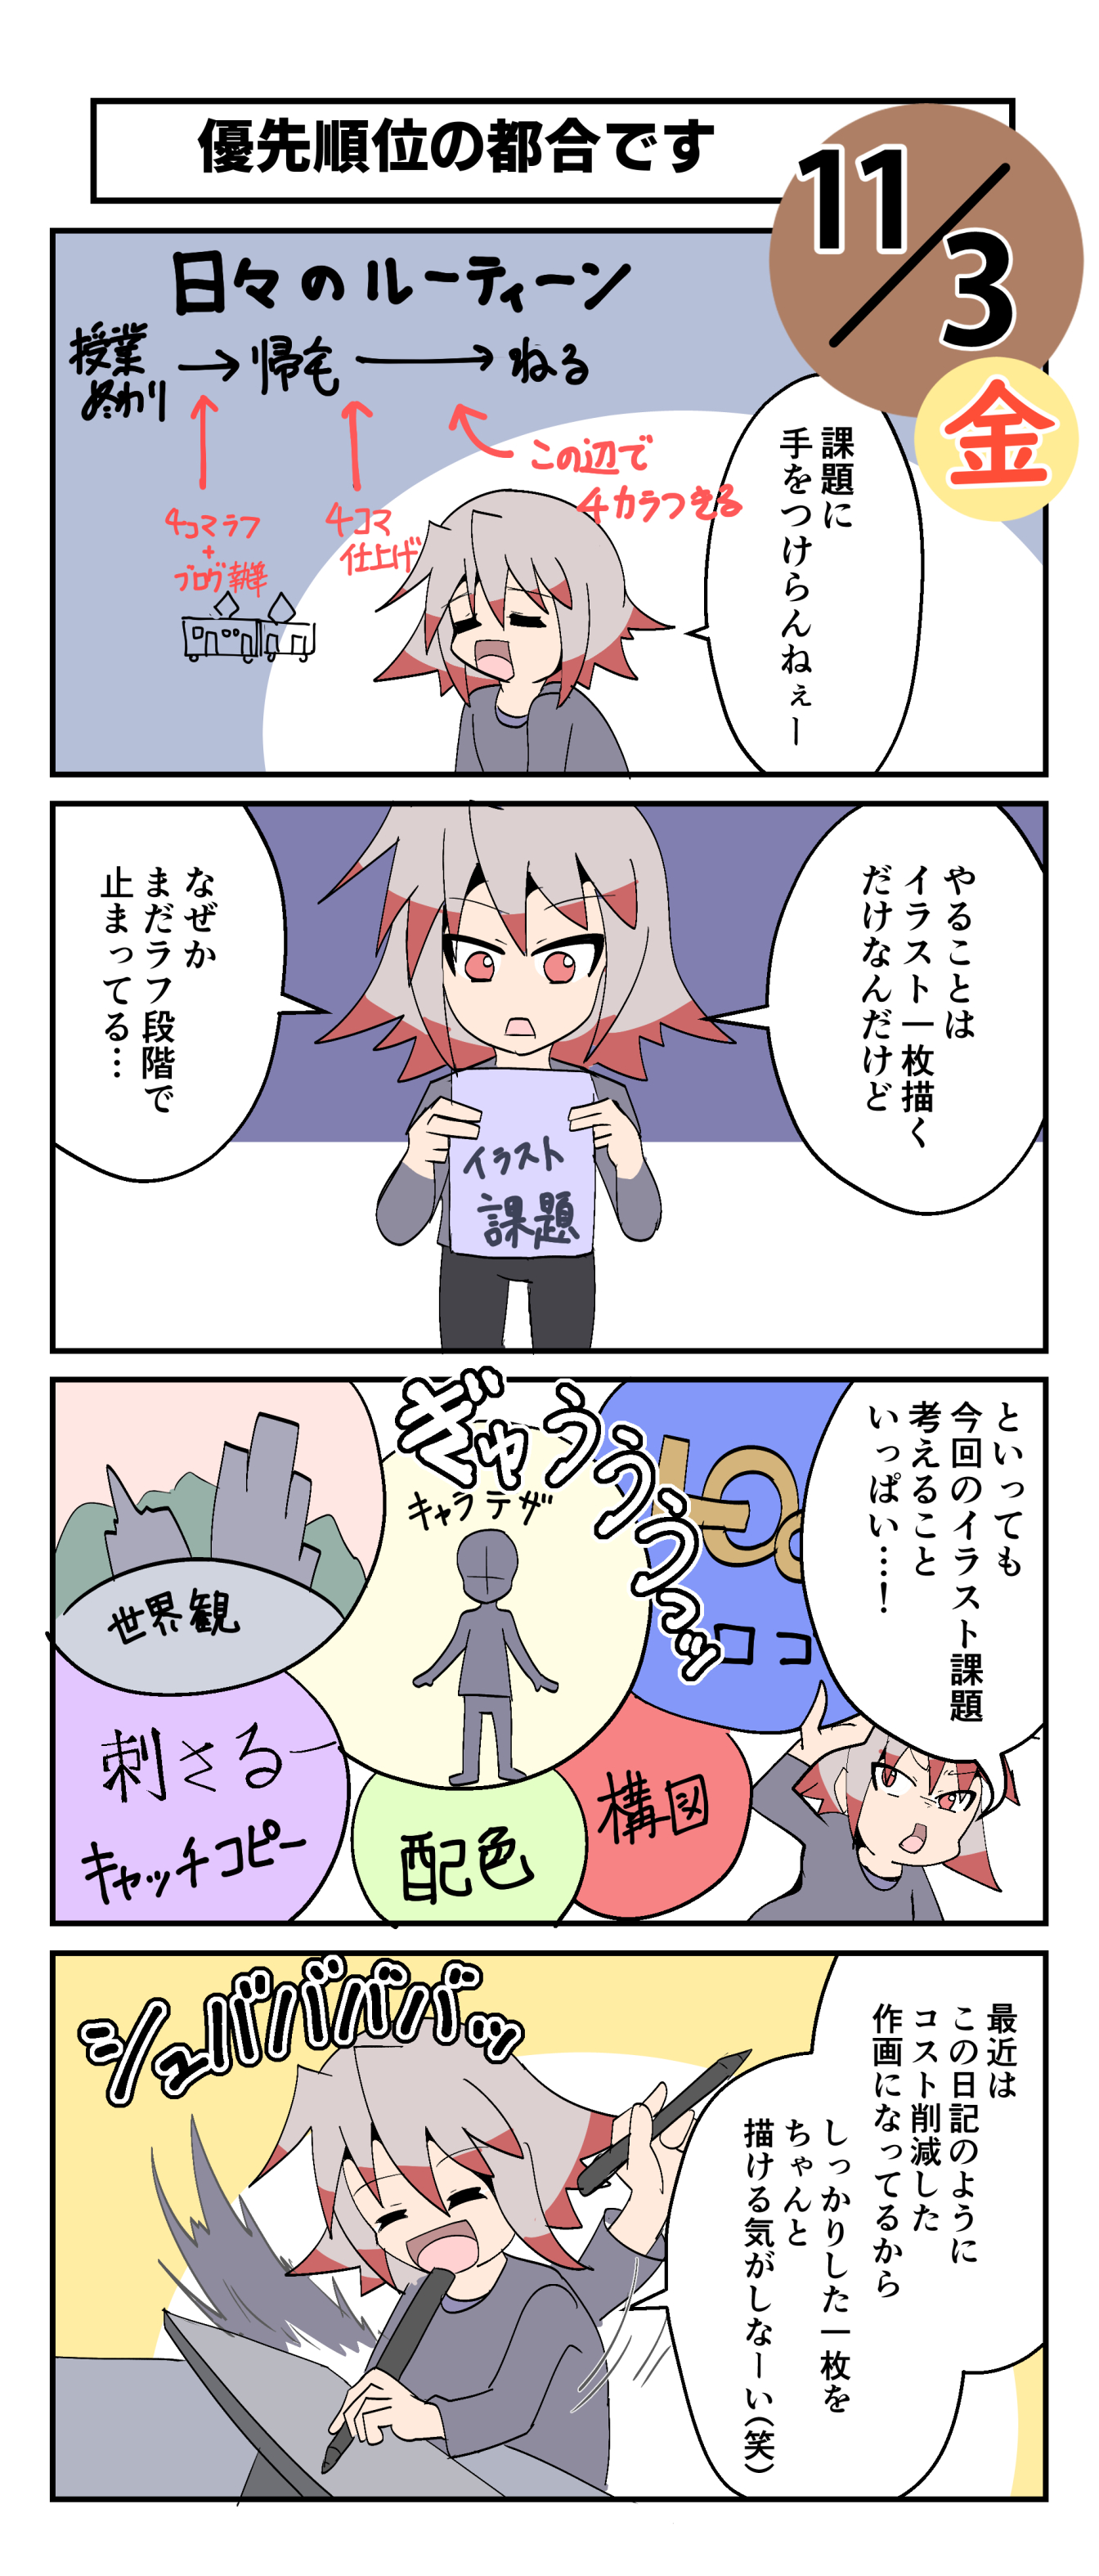 優先順位の都合です
11/3
金
日々のルーティーン
授業
終わり
→帰宅
→ねる
4コマラフ
+
ブログ執筆
4コマ
仕上げ
この辺で
チカラつきる
課題に
手をつけらんねぇー
やることは
イラスト一枚描く
だけなんだけど
なぜか
まだラフ段階で
止まってる…
イラスト
課題
といっても
今回のイラスト課題
考えること
いっぱい…！
ぎゅうううぅっッ
ロコ
キャラデザ
世界観
刺さる
キャッチコピー
配色
構図
最近は
この日記のように
コスト削減した
作画になってるから
しっかりした一枚を
ちゃんと
描ける気がしなーい(笑)
シュババババッ